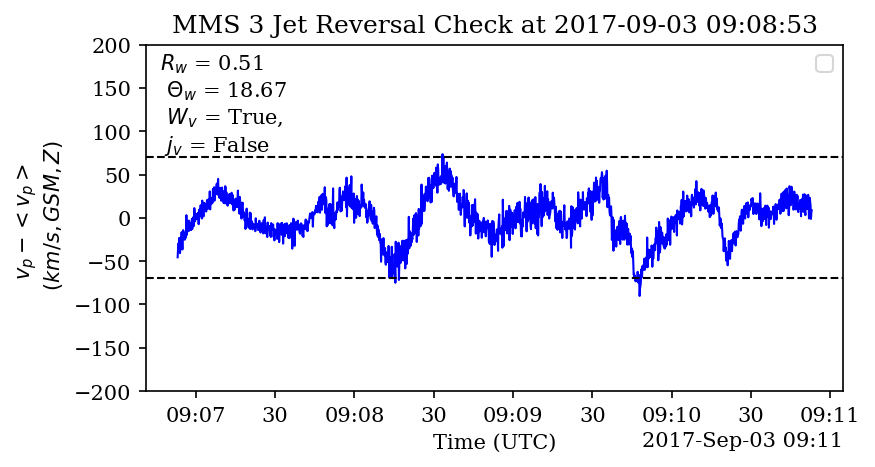 MMS 3 Jet Reversal Check at 2017-09-03 09:08:53
R_w = 0.51
Θ_w = 18.67
W_v = True,
j_v = False
200
150
100
50
0
−50
−100
−150
−200
v_p − < v_p >
(km/s, GSM, Z)
09:07 30 09:08 30 09:09 30 09:10 30 09:11
Time (UTC)
2017-Sep-03 09:11